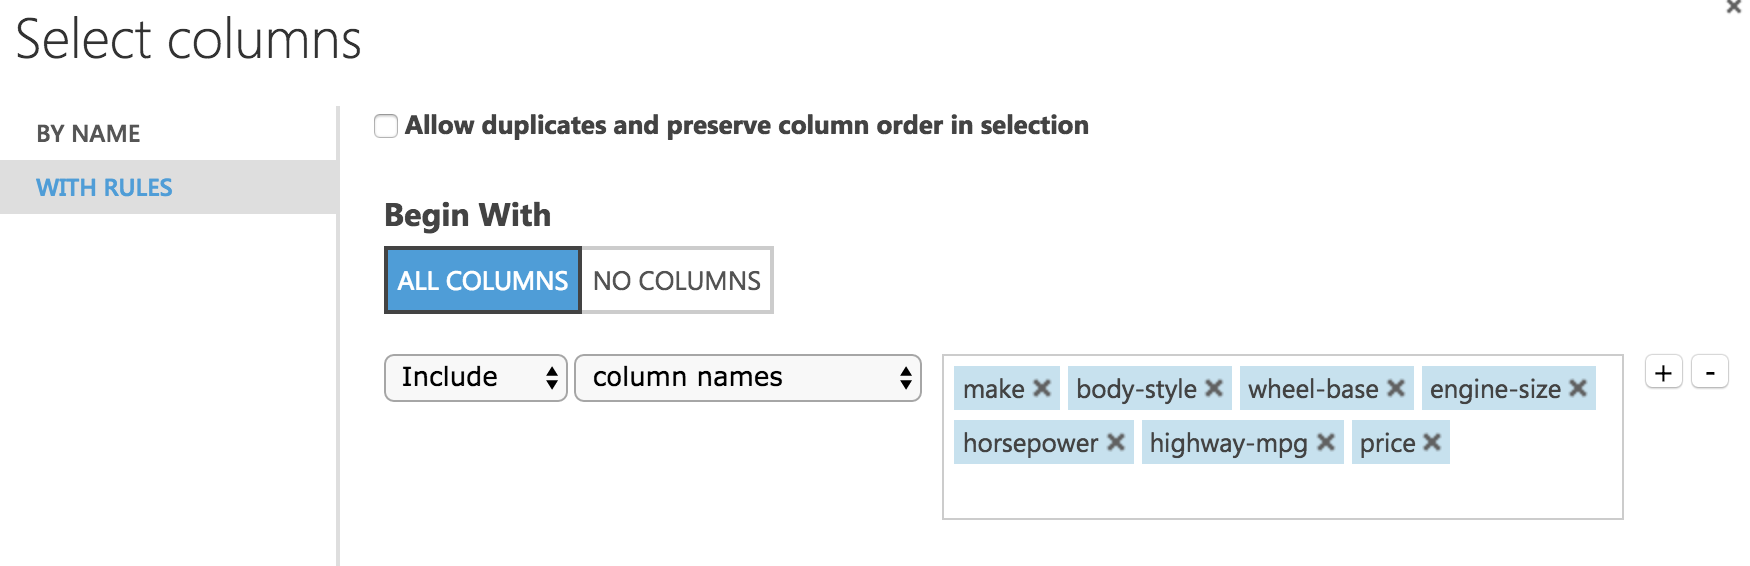 Select columns
BY NAME
WITH RULES
Allow duplicates and preserve column order in selection
Begin With
ALL COLUMNS NO COLUMNS
Include column names
make body-style wheel-base engine-size
horsepower highway-mpg price
+ -